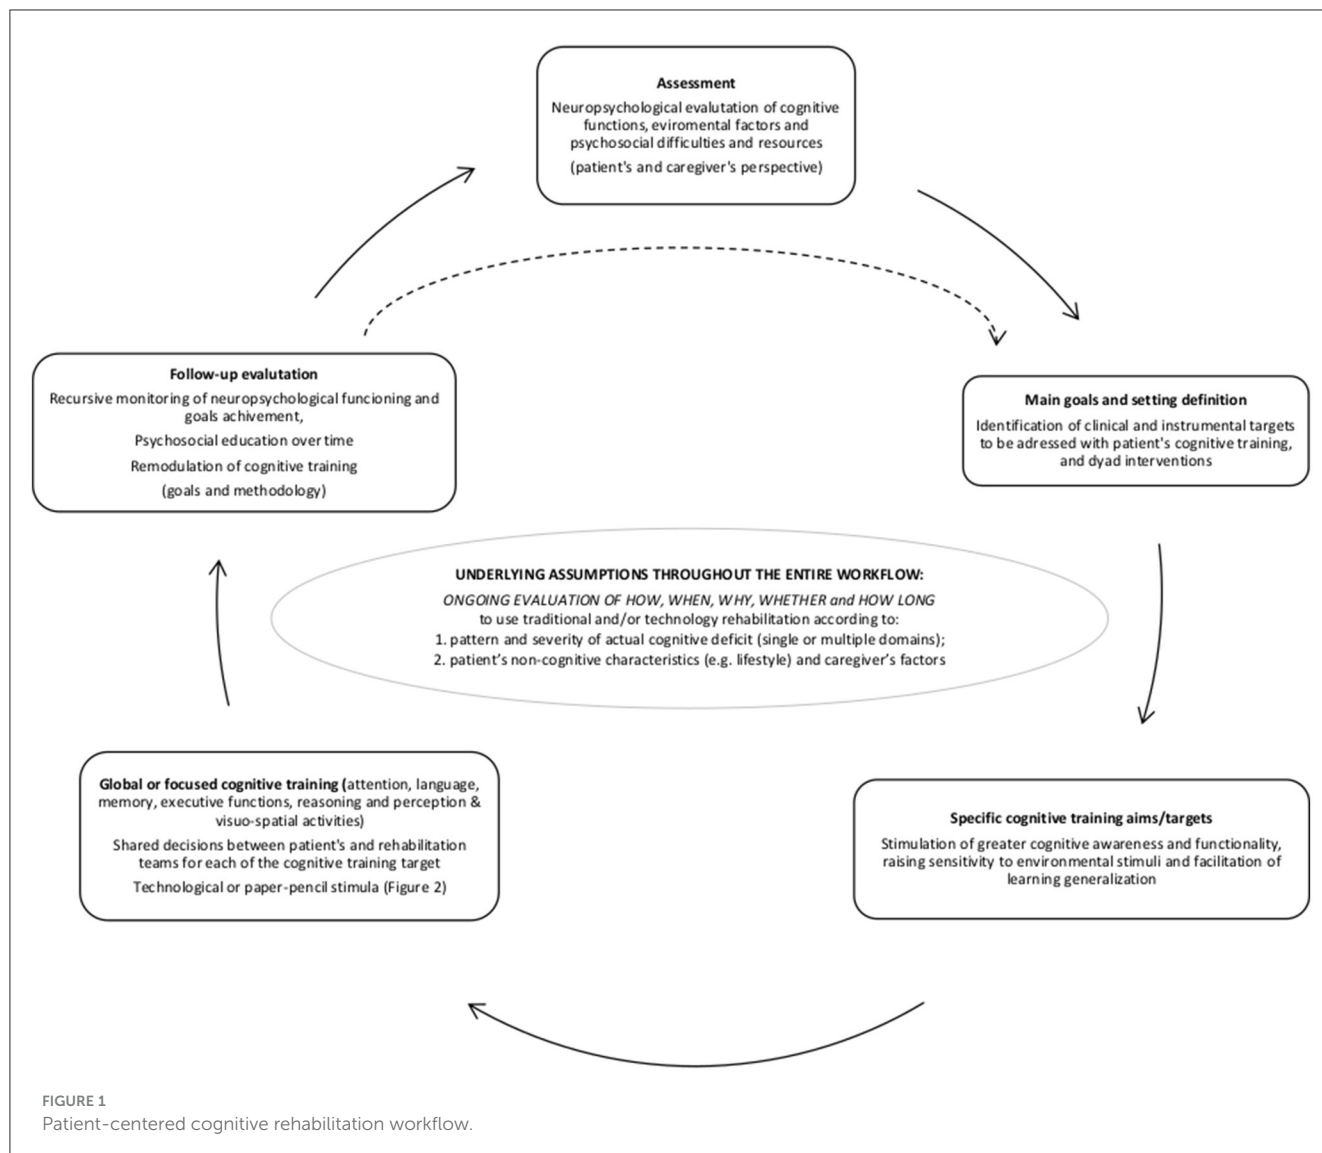 Assessment
Neuropsychological evalutation of cognitive
functions, eviromental factors and
psychosocial difficulties and resources
(patient's and caregiver's perspective)
Follow-up evalutation
Recursive monitoring of neuropsychological funcioning and
goals achivement,
Psychosocial education over time
Remodulation of cognitive training
(goals and methodology)
Main goals and setting definition
Identification of clinical and instrumental targets
to be adressed with patient's cognitive training,
and dyad interventions
UNDERLYING ASSUMPTIONS THROUGHOUT THE ENTIRE WORKFLOW:
ONGOING EVALUATION OF HOW, WHEN, WHY, WHETHER and HOW LONG
to use traditional and/or technology rehabilitation according to:
1. pattern and severity of actual cognitive deficit (single or multiple domains);
2. patient’s non-cognitive characteristics (e.g. lifestyle) and caregiver’s factors
Global or focused cognitive training (attention, language,
memory, executive functions, reasoning and perception &
visuo-spatial activities)
Shared decisions between patient's and rehabilitation
teams for each of the cognitive training target
Technological or paper-pencil stimula (Figure 2)
Specific cognitive training aims/targets
Stimulation of greater cognitive awareness and functionality,
raising sensitivity to environmental stimuli and facilitation of
learning generalization
FIGURE 1
Patient-centered cognitive rehabilitation workflow.